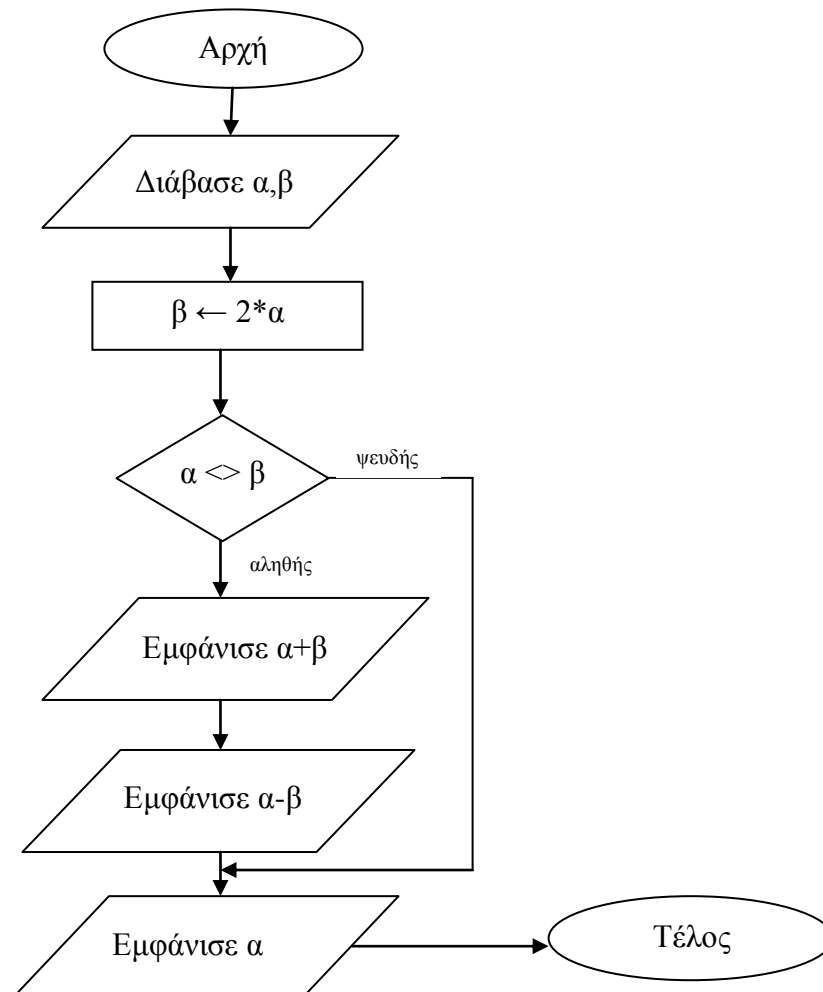 Αρχή
Διάβασε α,β
β ← 2*α
α <> β
ψευδής
αληθής
Εμφάνισε α+β
Εμφάνισε α-β
Εμφάνισε α
Τέλος